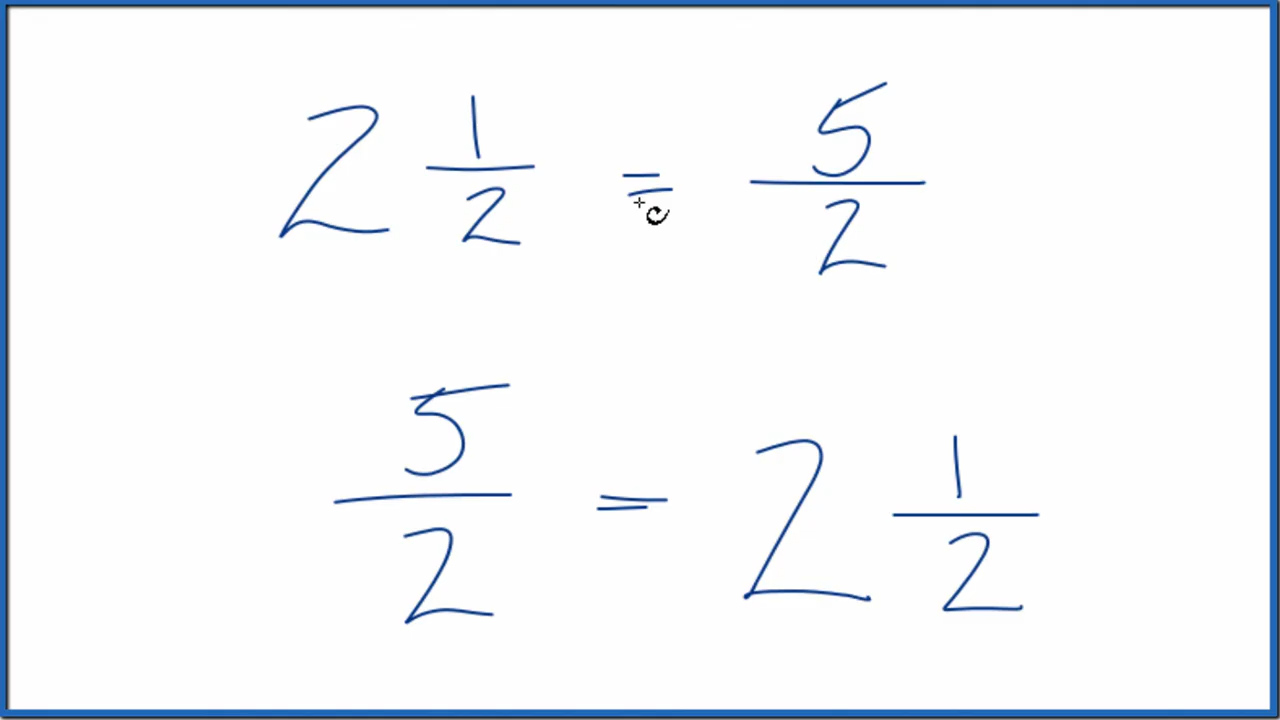 2 1/2 = 5/2
5/2 = 2 1/2